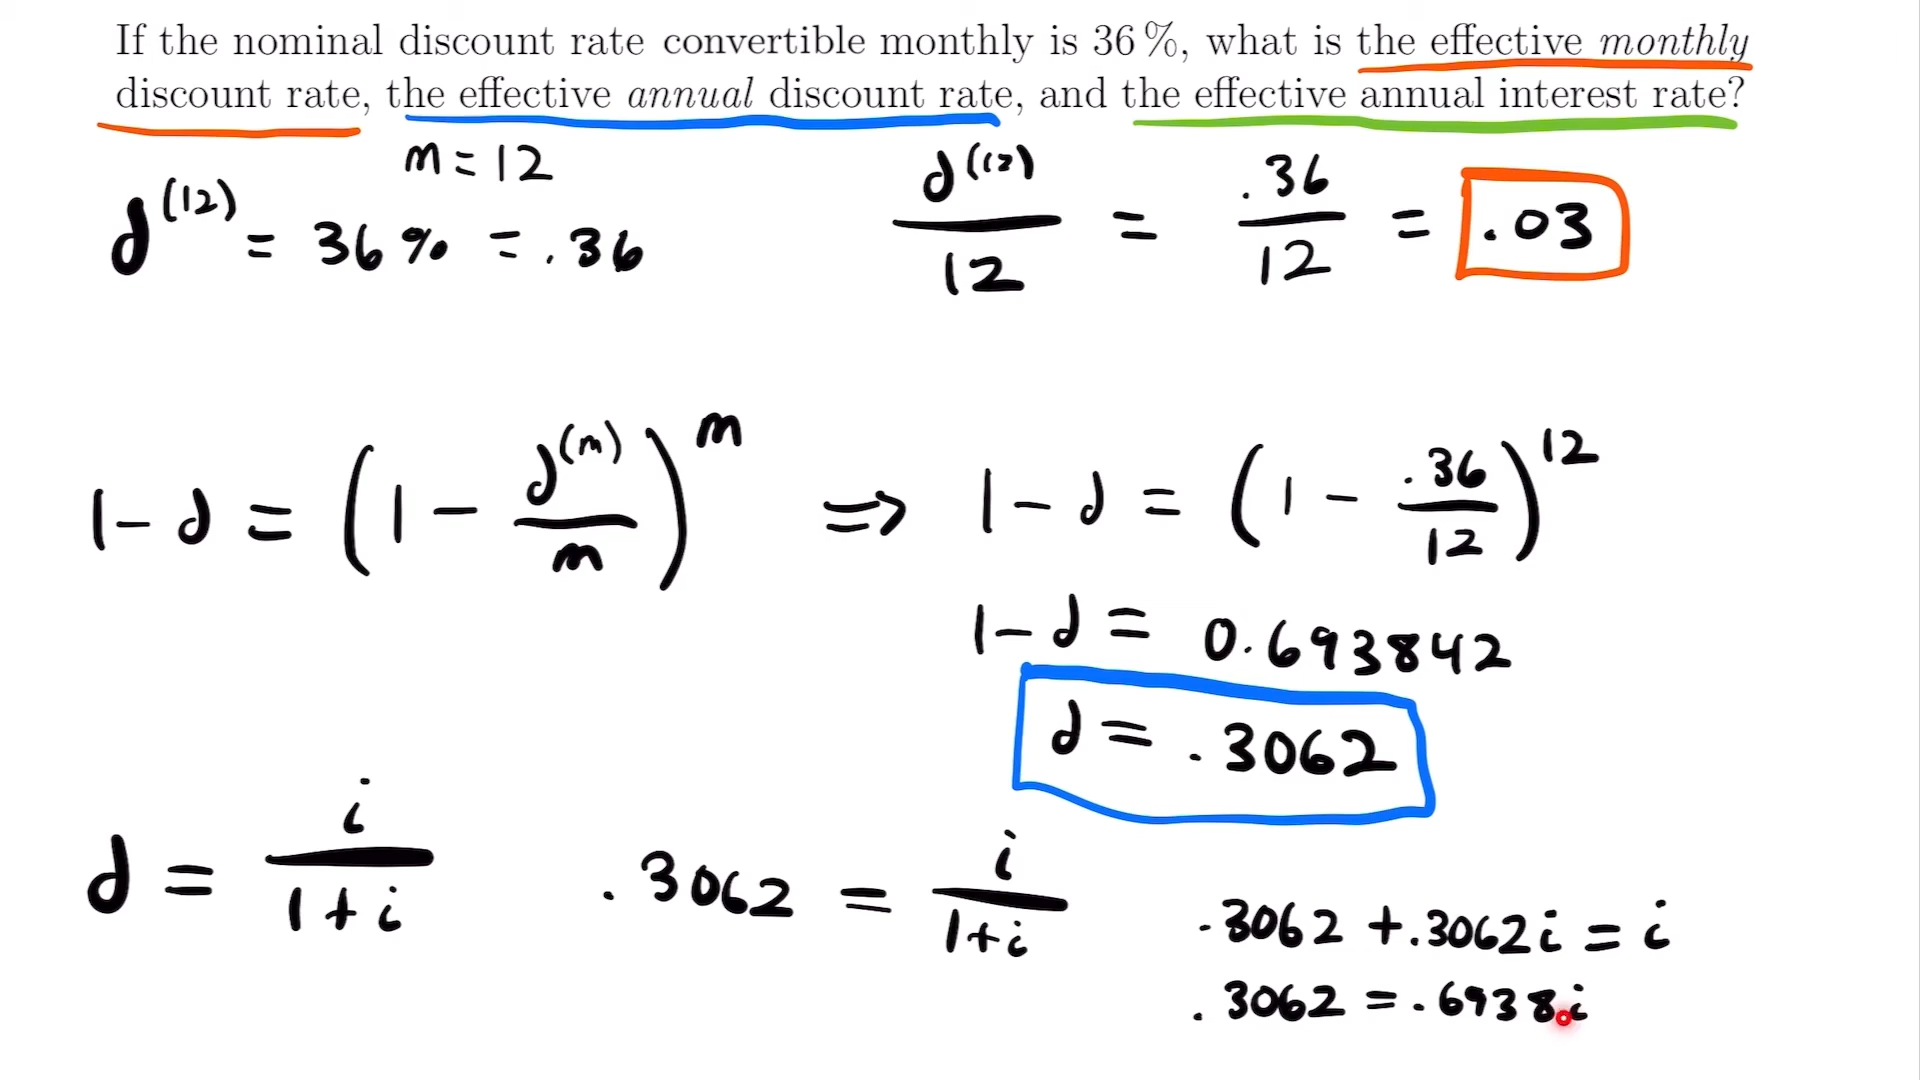 If the nominal discount rate convertible monthly is 36 %, what is the effective monthly
discount rate, the effective annual discount rate, and the effective annual interest rate?
m = 12
d^(12) = 36 % = .36
d^(12)/12 = .36/12 = .03
1 - d = (1 - d^(m)/m)^m ⇒ 1 - d = (1 - .36/12)^12
1 - d = 0.693842
d = .3062
d = i/(1+i)
.3062 = i/(1+i)
.3062 + .3062i = i
.3062 = .6938i